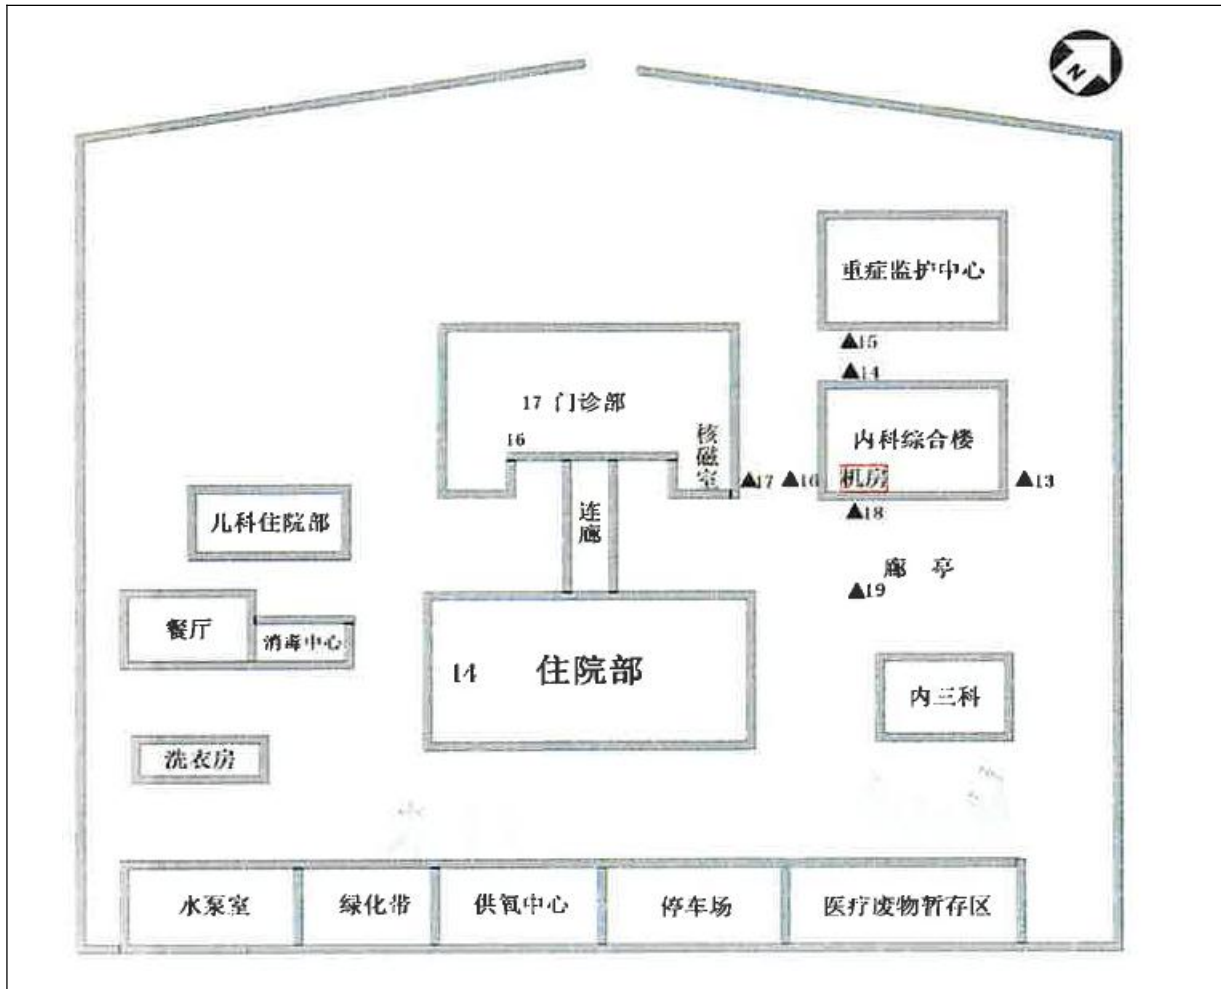 N
重症监护中心
▲15
▲14
17 门诊部
16
核磁室
内科综合楼
机房
▲17
▲16
▲13
▲18
连廊
儿科住院部
廊 亭
▲19
餐厅
消毒中心
14 住院部
内三科
洗衣房
水泵室
绿化带
供氧中心
停车场
医疗废物暂存区